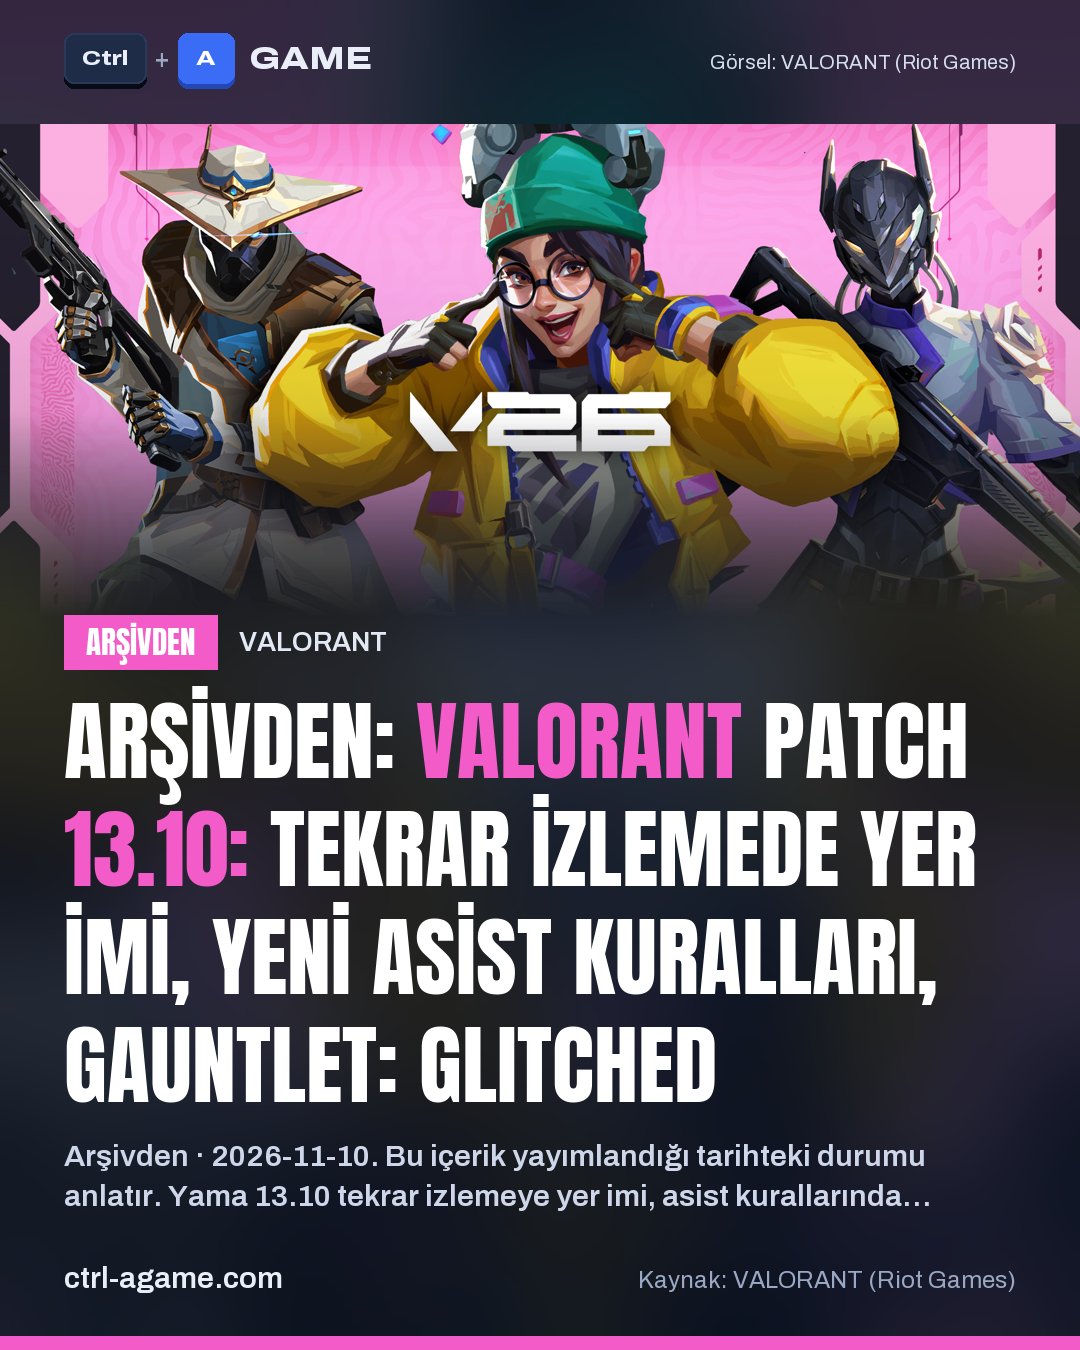 Ctrl + A GAME
Görsel: VALORANT (Riot Games)
V26
ARŞİVDEN VALORANT
ARŞİVDEN: VALORANT PATCH
13.10: TEKRAR İZLEMEDE YER
İMİ, YENİ ASİST KURALLARI,
GAUNTLET: GLITCHED
Arşivden · 2026-11-10. Bu içerik yayımlandığı tarihteki durumu
anlatır. Yama 13.10 tekrar izlemeye yer imi, asist kurallarında…
ctrl-agame.com
Kaynak: VALORANT (Riot Games)